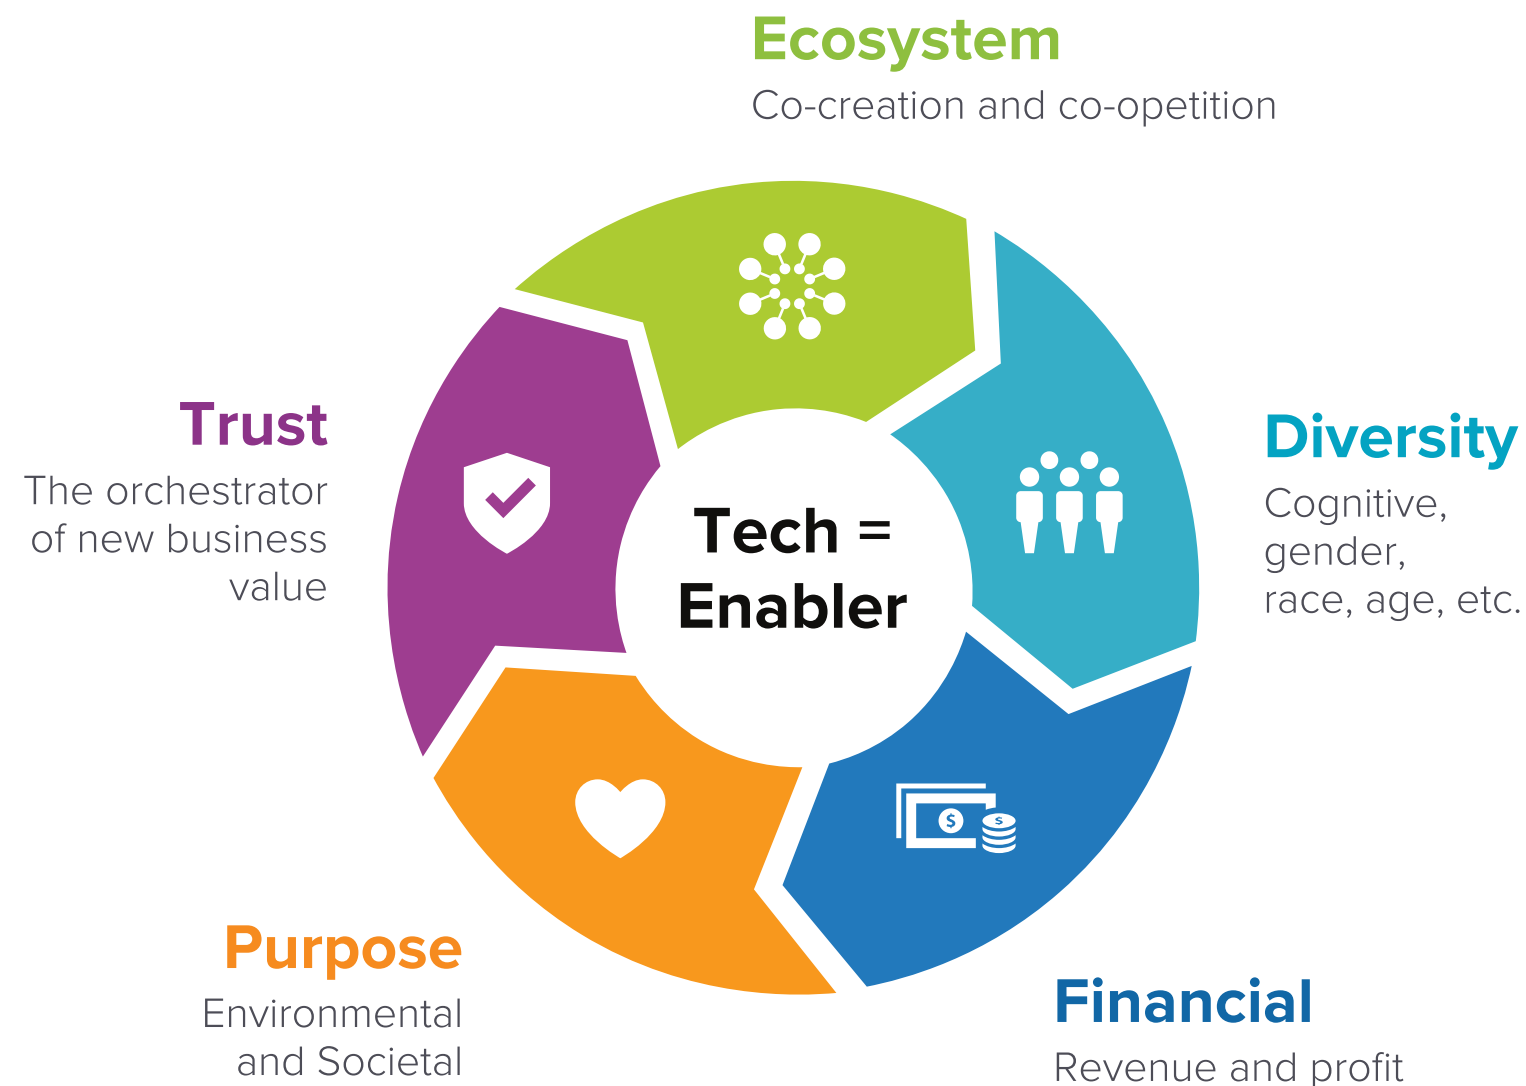 Ecosystem
Co-creation and co-opetition
Trust
The orchestrator
of new business
value
Tech =
Enabler
Diversity
Cognitive,
gender,
race, age, etc.
$
$
Purpose
Environmental
and Societal
Financial
Revenue and profit